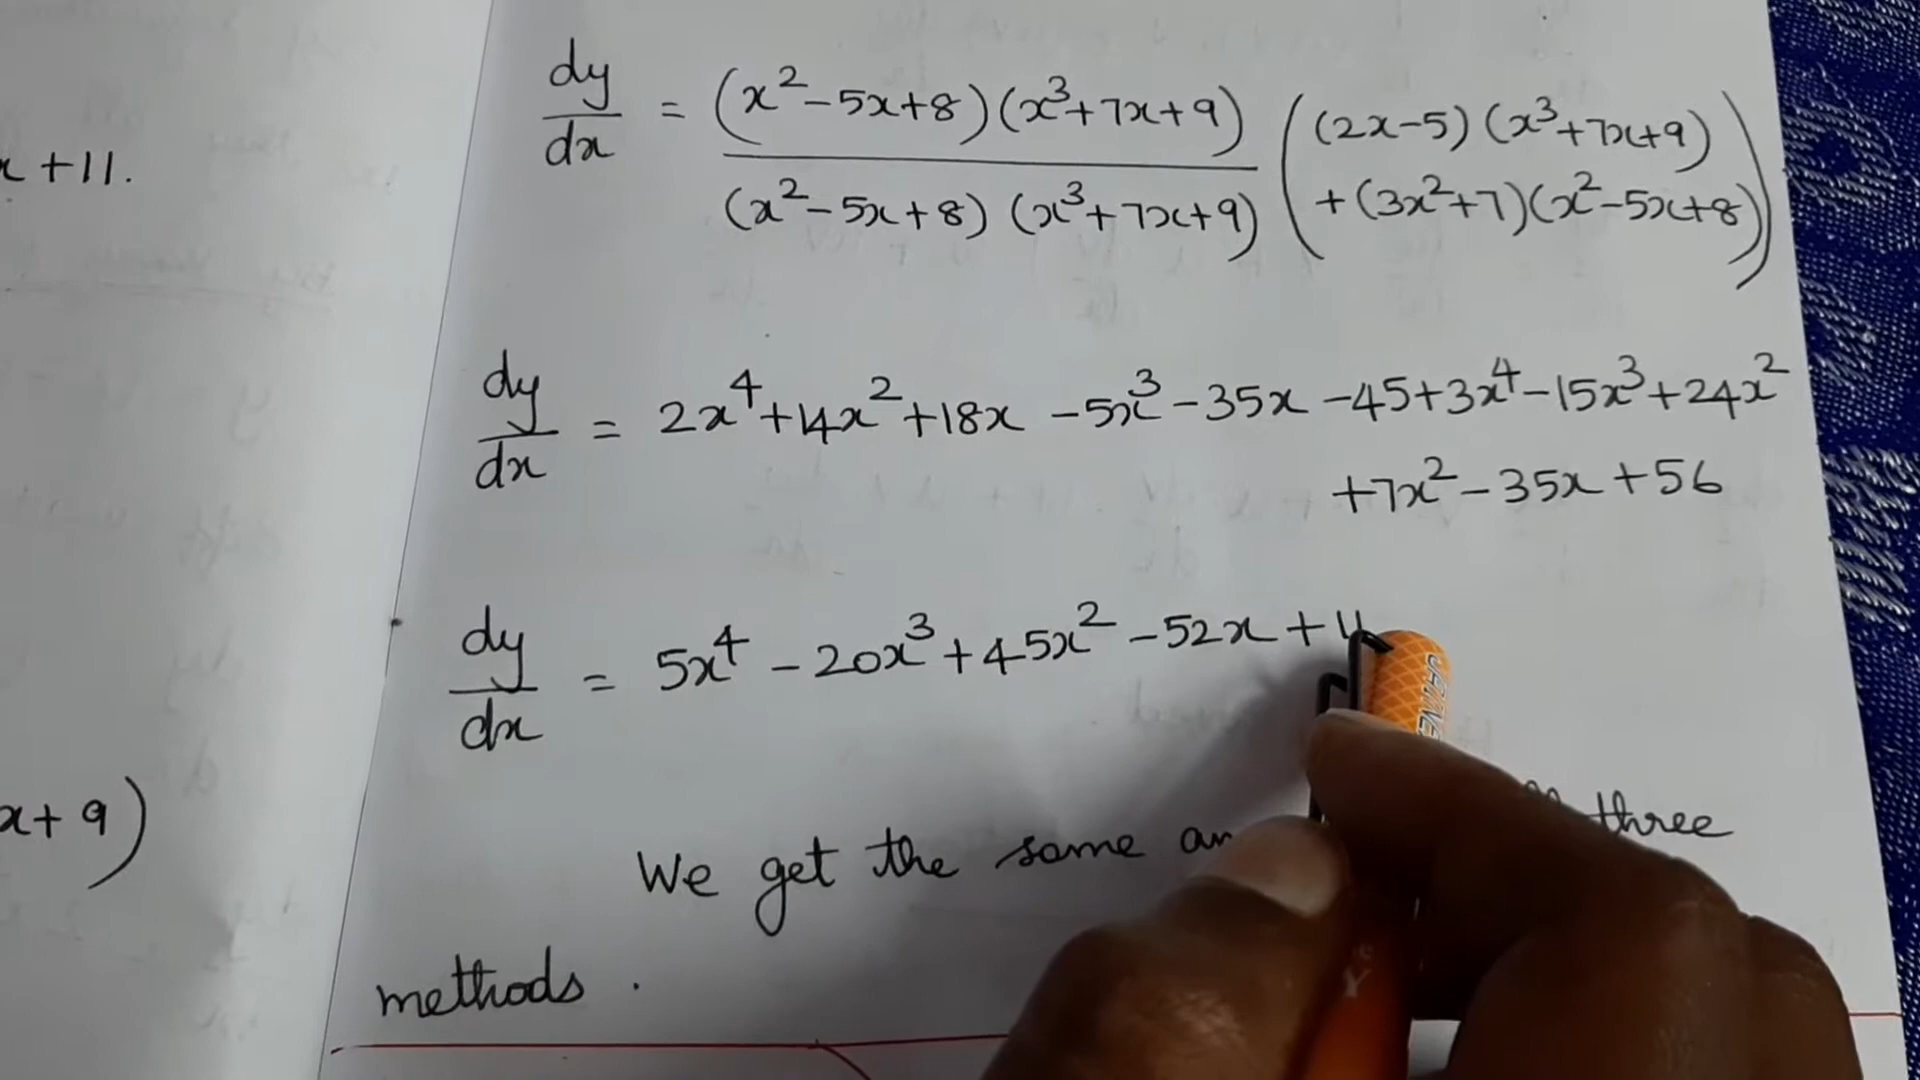 x + 11.
x + 9)
dy/dx = (x² - 5x + 8)(x³ + 7x + 9) / (x² - 5x + 8)(x³ + 7x + 9) ((2x - 5)(x³ + 7x + 9) + (3x² + 7)(x² - 5x + 8))
dy/dx = 2x⁴ + 14x² + 18x - 5x³ - 35x - 45 + 3x⁴ - 15x³ + 24x²
+ 7x² - 35x + 56
dy/dx = 5x⁴ - 20x³ + 45x² - 52x + 11
We get the same three
methods.